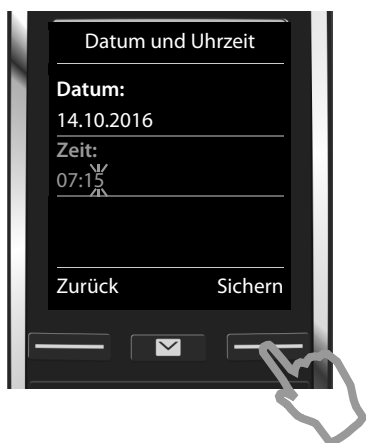 Datum und Uhrzeit
Datum:
14.10.2016
Zeit:
07:15
Zurück Sichern